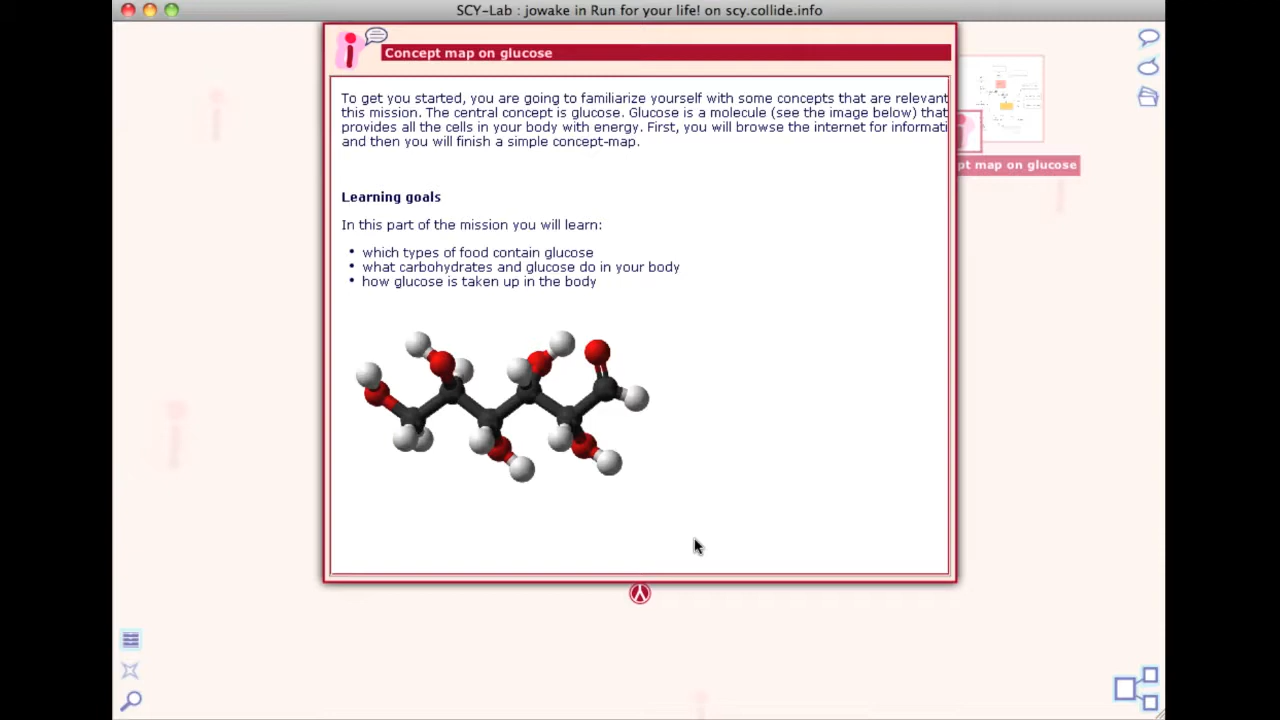 SCY-Lab : jowake in Run for your life! on scy.collide.info
Concept map on glucose
To get you started, you are going to familiarize yourself with some concepts that are relevant
this mission. The central concept is glucose. Glucose is a molecule (see the image below) that
provides all the cells in your body with energy. First, you will browse the internet for informati
and then you will finish a simple concept-map.
Learning goals
In this part of the mission you will learn:
• which types of food contain glucose
• what carbohydrates and glucose do in your body
• how glucose is taken up in the body
pt map on glucose